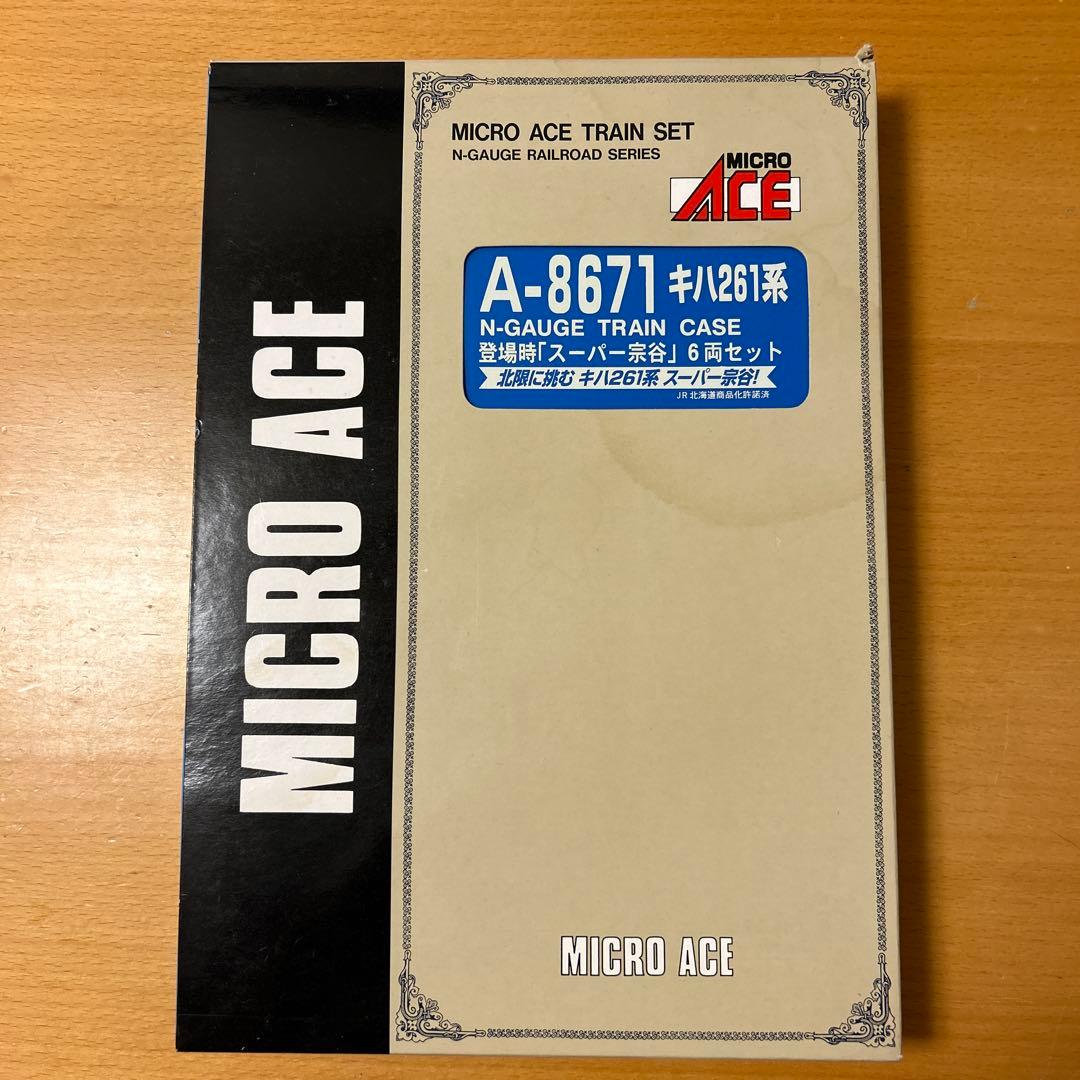 MICRO ACE
MICRO ACE TRAIN SET
N-GAUGE RAILROAD SERIES
MICRO
ACE
A-8671 キハ261系
N-GAUGE TRAIN CASE
登場時「スーパー宗谷」6両セット
北限に挑む キハ261系 スーパー宗谷!
JR北海道商品化許諾済
MICRO ACE